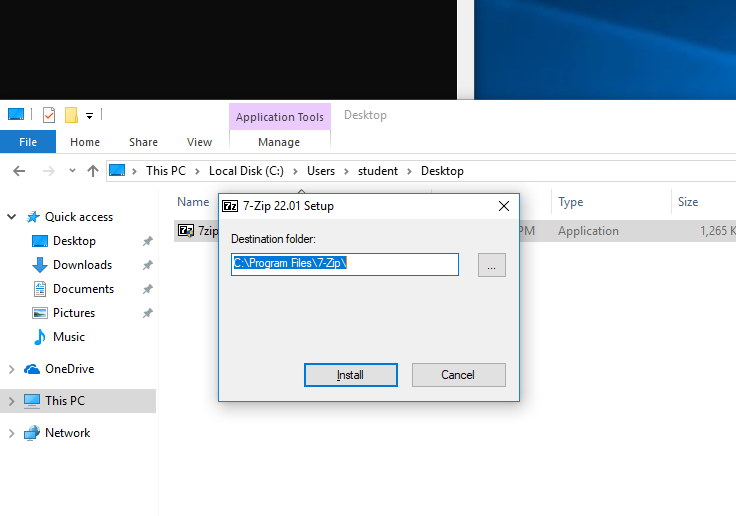 Application Tools
Desktop
File
Home
Share
View
Manage
This PC
Local Disk (C:)
Users
student
Desktop
Name
Type
Size
7zip
PM
Application
1,265 K
Quick access
Desktop
Downloads
Documents
Pictures
Music
OneDrive
This PC
Network
7z
7-Zip 22.01 Setup
Destination folder:
C:\Program Files\7-Zip\
...
Install
Cancel